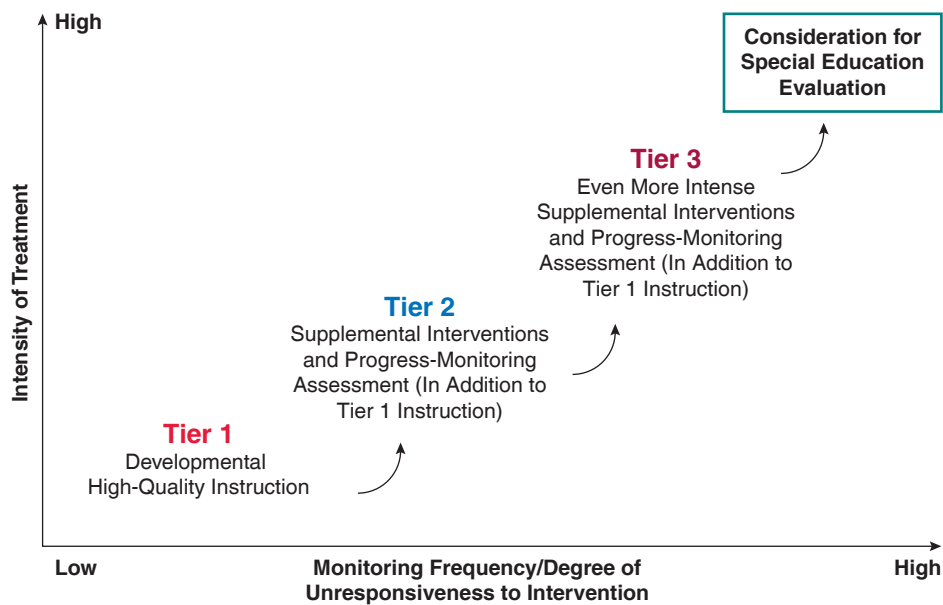 High
Consideration for
Special Education
Evaluation
Tier 3
Even More Intense
Supplemental Interventions
and Progress-Monitoring
Assessment (In Addition to
Tier 1 Instruction)
Tier 2
Supplemental Interventions
and Progress-Monitoring
Assessment (In Addition to
Tier 1 Instruction)
Tier 1
Developmental
High-Quality Instruction
Intensity of Treatment
Low
Monitoring Frequency/Degree of
Unresponsiveness to Intervention
High